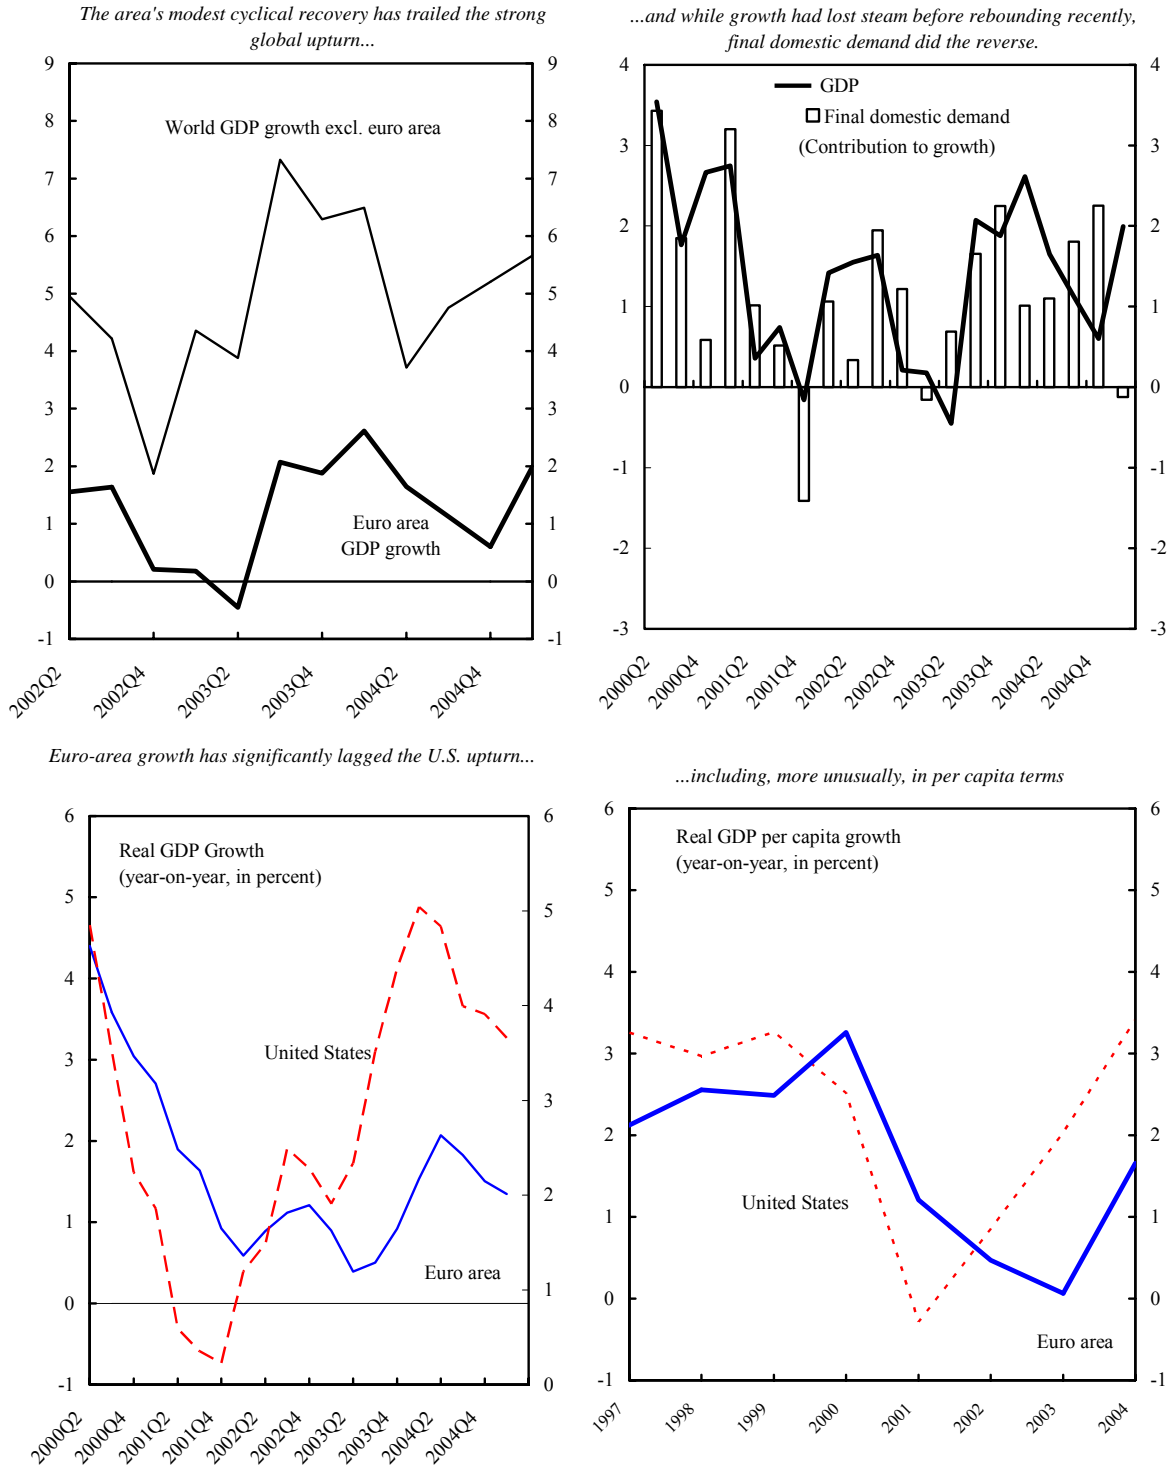 The area's modest cyclical recovery has trailed the strong
global upturn...
9
9
8
8
World GDP growth excl. euro area
7
7
6
6
5
5
4
4
3
3
2
2
Euro area
GDP growth
1
1
0
0
-1
-1
2002Q2
2002Q4
2003Q2
2003Q4
2004Q2
2004Q4
...and while growth had lost steam before rebounding recently,
final domestic demand did the reverse.
4
4
GDP
Final domestic demand
(Contribution to growth)
3
3
2
2
1
1
0
0
-1
-1
-2
-2
-3
-3
2000Q2
2000Q4
2001Q2
2001Q4
2002Q2
2002Q4
2003Q2
2003Q4
2004Q2
2004Q4
Euro-area growth has significantly lagged the U.S. upturn...
6
6
Real GDP Growth
(year-on-year, in percent)
5
5
4
4
United States
3
3
2
2
1
Euro area
1
0
-1
0
2000Q2
2000Q4
2001Q2
2001Q4
2002Q2
2002Q4
2003Q2
2003Q4
2004Q2
2004Q4
...including, more unusually, in per capita terms
6
6
Real GDP per capita growth
(year-on-year, in percent)
5
5
4
4
3
3
2
2
United States
1
1
0
0
Euro area
-1
-1
1997
1998
1999
2000
2001
2002
2003
2004